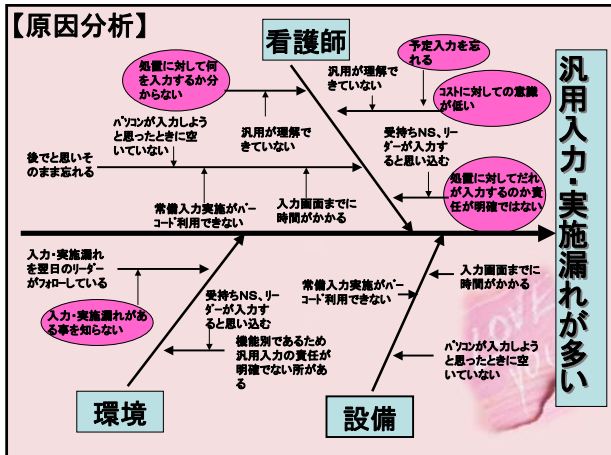 【原因分析】
看護師
処置に対して何
を入力するか分
からない
予定入力を忘
れる
汎用が理解で
きていない
コストに対しての意識
が低い
パソコンが入力しよう
と思ったときに空
いていない
汎用が理解で
きていない
受持ちNS、リー
ダーが入力す
ると思い込む
後でと思いそ
のまま忘れる
処置に対してだれ
が入力するのか責
任が明確ではない
常備入力実施がバー
コード利用できない
入力画面までに
時間がかかる
汎用入力・実施漏れが多い
入力・実施漏れ
を翌日のリーダー
がフォローしている
入力・実施漏れがあ
る事を知らない
受持ちNS、リー
ダーが入力す
ると思い込む
機能別であるため
汎用入力の責任が
明確でない所があ
る
常備入力実施がバー
コード利用できない
入力画面までに
時間がかかる
パソコンが入力しよう
と思ったときに空
いていない
環境
設備
LOVE
you